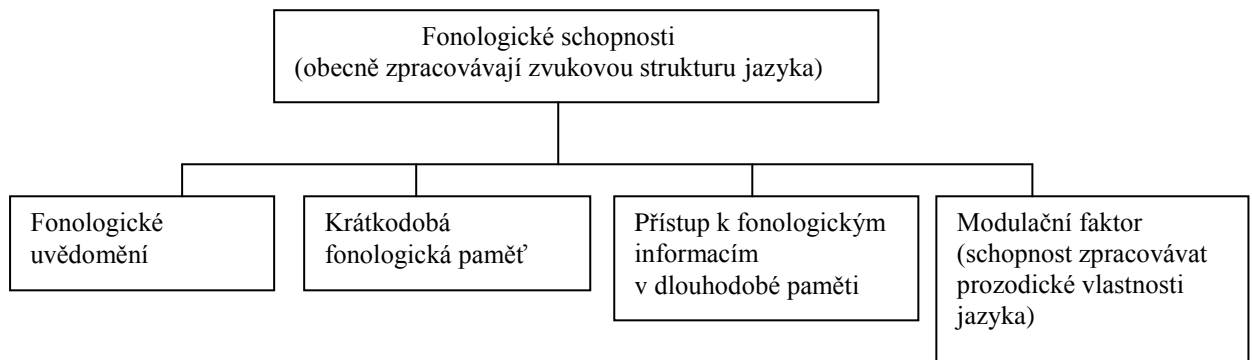 Fonologické schopnosti
(obecně zpracovávají zvukovou strukturu jazyka)
Fonologické
uvědomění
Krátkodobá
fonologická paměť
Přístup k fonologickým
informacím
v dlouhodobé paměti
Modulační faktor
(schopnost zpracovávat
prozodické vlastnosti
jazyka)